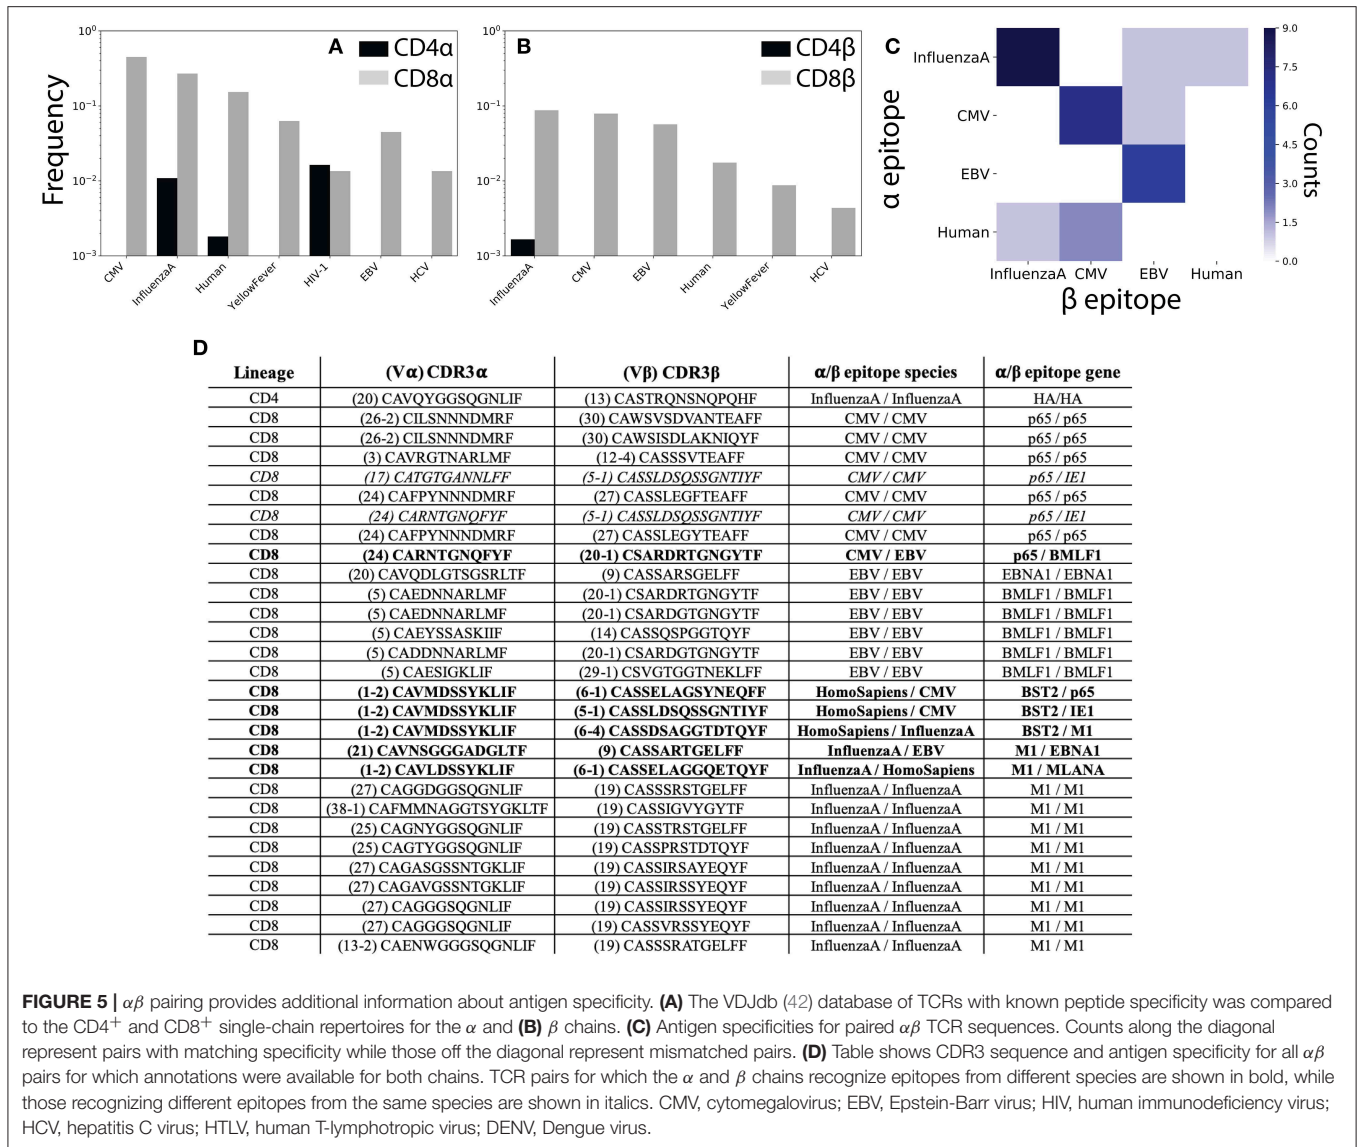 A
CD4α
CD8α
Frequency
10⁰
10⁻¹
10⁻²
10⁻³
CMV
InfluenzaA
Human
YellowFever
HIV-1
EBV
HCV
B
CD4β
CD8β
10⁰
10⁻¹
10⁻²
10⁻³
InfluenzaA
CMV
EBV
Human
YellowFever
HCV
C
α epitope
InfluenzaA
CMV
EBV
Human
InfluenzaA CMV EBV Human
β epitope
9.0
7.5
6.0
4.5
3.0
1.5
0.0
Counts
D
Lineage (Vα) CDR3α (Vβ) CDR3β α/β epitope species α/β epitope gene
CD4 (20) CAVQYGGSQGNLIF (13) CASTRQNSNQPQHF InfluenzaA / InfluenzaA HA/HA
CD8 (26-2) CILSNNNDMRF (30) CAWSVSDVANTEAFF CMV / CMV p65 / p65
CD8 (26-2) CILSNNNDMRF (30) CAWSISDLAKNIQYF CMV / CMV p65 / p65
CD8 (3) CAVRGTNARLMF (12-4) CASSSVTEAFF CMV / CMV p65 / p65
CD8 (17) CATGTGANNLFF (5-1) CASSLDSQSSGNTIYF CMV / CMV p65 / IE1
CD8 (24) CAFPYNNNDMRF (27) CASSLEGFTEAFF CMV / CMV p65 / p65
CD8 (24) CARNTGNQFYF (5-1) CASSLDSQSSGNTIYF CMV / CMV p65 / IE1
CD8 (24) CAFPYNNNDMRF (27) CASSLEGYTEAFF CMV / CMV p65 / p65
CD8 (24) CARNTGNQFYF (20-1) CSARDRTGNGYTF CMV / EBV p65 / BMLF1
CD8 (20) CAVQDLGTSGSRLTF (9) CASSARSGELFF EBV / EBV EBNA1 / EBNA1
CD8 (5) CAEDNNARLMF (20-1) CSARDRTGNGYTF EBV / EBV BMLF1 / BMLF1
CD8 (5) CAEDNNARLMF (20-1) CSARDGTGNGYTF EBV / EBV BMLF1 / BMLF1
CD8 (5) CAEYSSASKIIF (14) CASSQSPGGTQYF EBV / EBV BMLF1 / BMLF1
CD8 (5) CADDNNARLMF (20-1) CSARDGTGNGYTF EBV / EBV BMLF1 / BMLF1
CD8 (5) CAESIGKLIF (29-1) CSVGTGGTNEKLFF EBV / EBV BMLF1 / BMLF1
CD8 (1-2) CAVMDSSYKLIF (6-1) CASSELAGSYNEQFF HomoSapiens / CMV BST2 / p65
CD8 (1-2) CAVMDSSYKLIF (5-1) CASSLDSQSSGNTIYF HomoSapiens / CMV BST2 / IE1
CD8 (1-2) CAVMDSSYKLIF (6-4) CASSDSAGGTDTQYF HomoSapiens / InfluenzaA BST2 / M1
CD8 (21) CAVNSGGGADGLTF (9) CASSARTGELFF InfluenzaA / EBV M1 / EBNA1
CD8 (1-2) CAVLDSSYKLIF (6-1) CASSELAGGQETQYF InfluenzaA / HomoSapiens M1 / MLANA
CD8 (27) CAGGDGGSQGNLIF (19) CASSSRSTGELFF InfluenzaA / InfluenzaA M1 / M1
CD8 (38-1) CAFMMNAGGTSYGKLTF (19) CASSIGVYGYTF InfluenzaA / InfluenzaA M1 / M1
CD8 (25) CAGNYGGSQGNLIF (19) CASSTRSTGELFF InfluenzaA / InfluenzaA M1 / M1
CD8 (25) CAGTYGGSQGNLIF (19) CASSPRSTDTQYF InfluenzaA / InfluenzaA M1 / M1
CD8 (27) CAGASGSSNTGKLIF (19) CASSIRSAYEQYF InfluenzaA / InfluenzaA M1 / M1
CD8 (27) CAGAVGSSNTGKLIF (19) CASSIRSSYEQYF InfluenzaA / InfluenzaA M1 / M1
CD8 (27) CAGGGSQGNLIF (19) CASSIRSSYEQYF InfluenzaA / InfluenzaA M1 / M1
CD8 (27) CAGGGSQGNLIF (19) CASSVRSSYEQYF InfluenzaA / InfluenzaA M1 / M1
CD8 (13-2) CAENWGGGSQGNLIF (19) CASSSRATGELFF InfluenzaA / InfluenzaA M1 / M1
FIGURE 5 | αβ pairing provides additional information about antigen specificity. (A) The VDJdb (42) database of TCRs with known peptide specificity was compared
to the CD4⁺ and CD8⁺ single-chain repertoires for the α and (B) β chains. (C) Antigen specificities for paired αβ TCR sequences. Counts along the diagonal
represent pairs with matching specificity while those off the diagonal represent mismatched pairs. (D) Table shows CDR3 sequence and antigen specificity for all αβ
pairs for which annotations were available for both chains. TCR pairs for which the α and β chains recognize epitopes from different species are shown in bold, while
those recognizing different epitopes from the same species are shown in italics. CMV, cytomegalovirus; EBV, Epstein-Barr virus; HIV, human immunodeficiency virus;
HCV, hepatitis C virus; HTLV, human T-lymphotropic virus; DENV, Dengue virus.